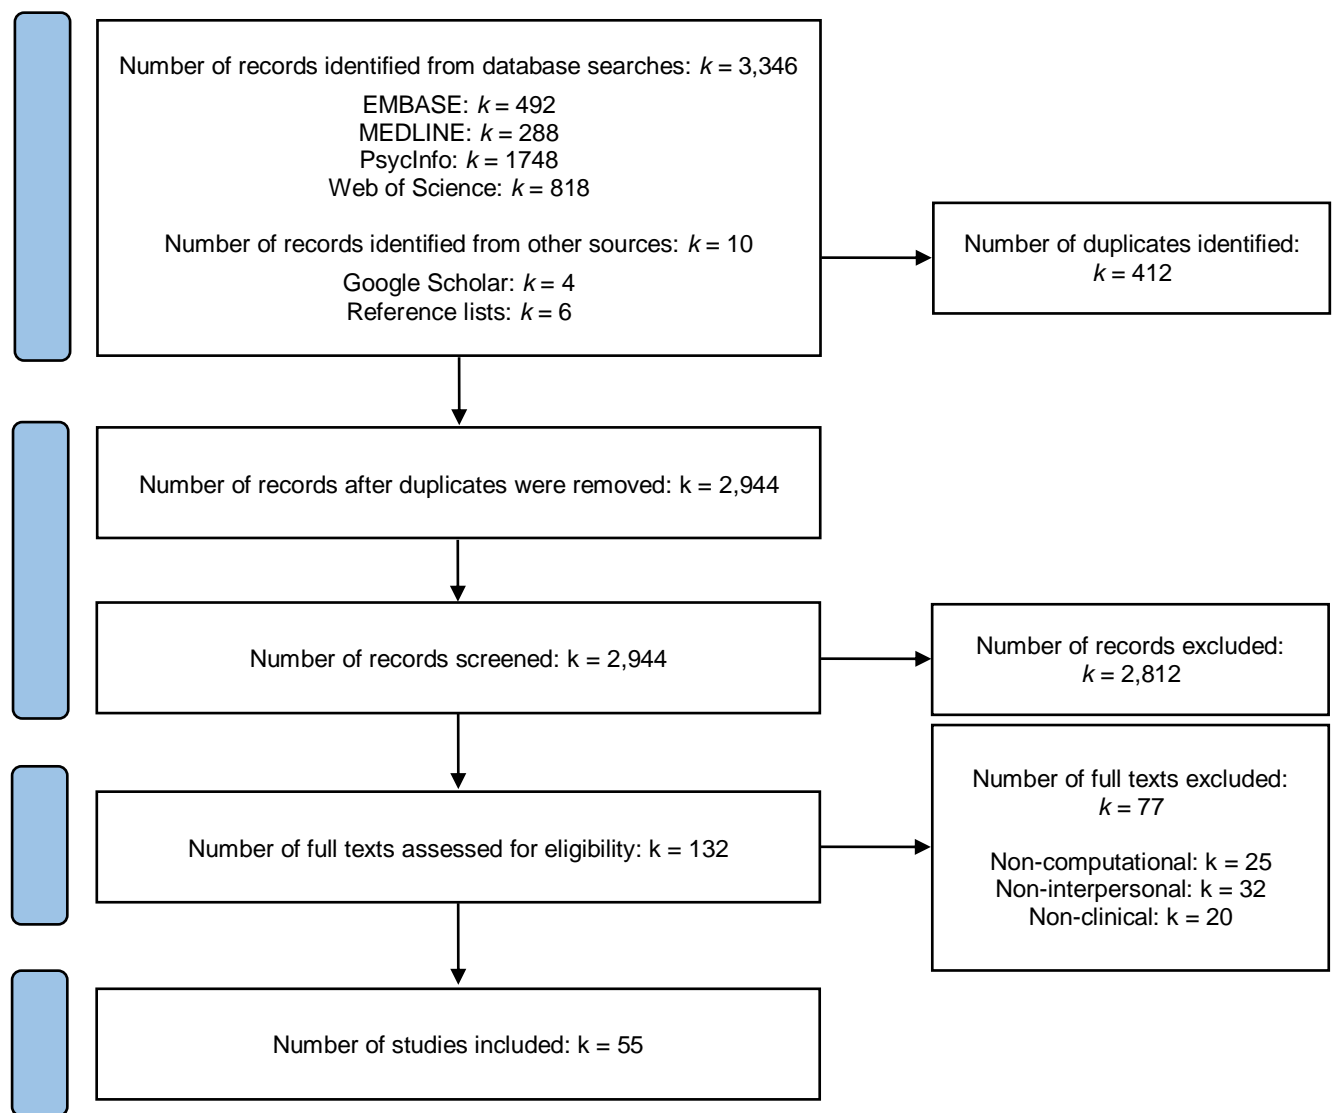 Number of records identified from database searches: k = 3,346
EMBASE: k = 492
MEDLINE: k = 288
PsycInfo: k = 1748
Web of Science: k = 818
Number of records identified from other sources: k = 10
Google Scholar: k = 4
Reference lists: k = 6
Number of duplicates identified:
k = 412
Number of records after duplicates were removed: k = 2,944
Number of records screened: k = 2,944
Number of records excluded:
k = 2,812
Number of full texts assessed for eligibility: k = 132
Number of full texts excluded:
k = 77
Non-computational: k = 25
Non-interpersonal: k = 32
Non-clinical: k = 20
Number of studies included: k = 55